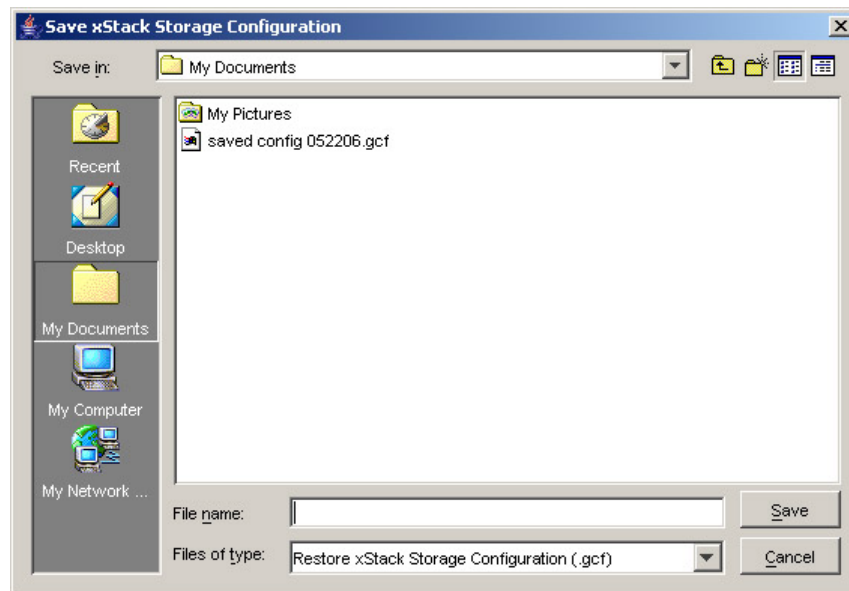 Save xStack Storage Configuration
Save in:
My Documents
Recent
Desktop
My Documents
My Computer
My Network ...
My Pictures
saved config 052206.gcf
File name:
Save
Files of type:
Restore xStack Storage Configuration (.gcf)
Cancel